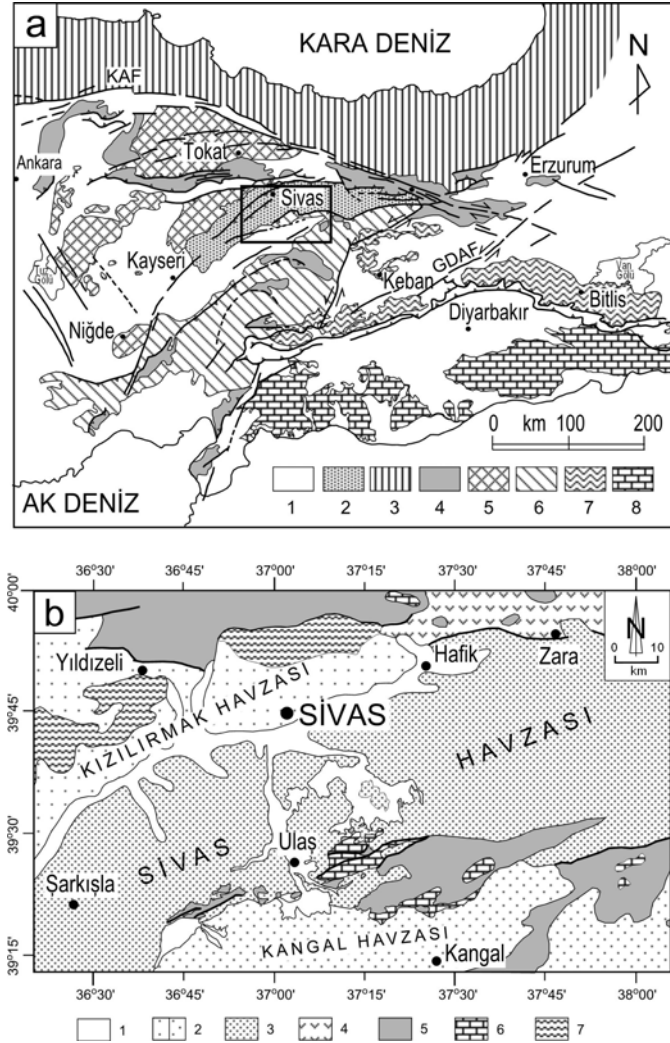 a
KARA DENİZ
N
KAF
Tokat
Ankara
Erzurum
Sivas
Tuz
Gölü
Kayseri
Keban
GDAF
Van
Gölü
Bitlis
Niğde
Diyarbakır
0 km 100 200
AK DENİZ
1 2 3 4 5 6 7 8
36°30' 36°45' 37°00' 37°15' 37°30' 37°45' 38°00'
40°00'
b
N
0 10
km
Yıldızeli
Hafik
Zara
KIZILIRMAK HAVZASI
SİVAS
39°45'
HAVZASI
39°30'
SİVAS
Ulaş
Şarkışla
KANGAL HAVZASI
Kangal
39°15'
36°30' 36°45' 37°00' 37°15' 37°30' 37°45' 38°00'
1 2 3 4 5 6 7